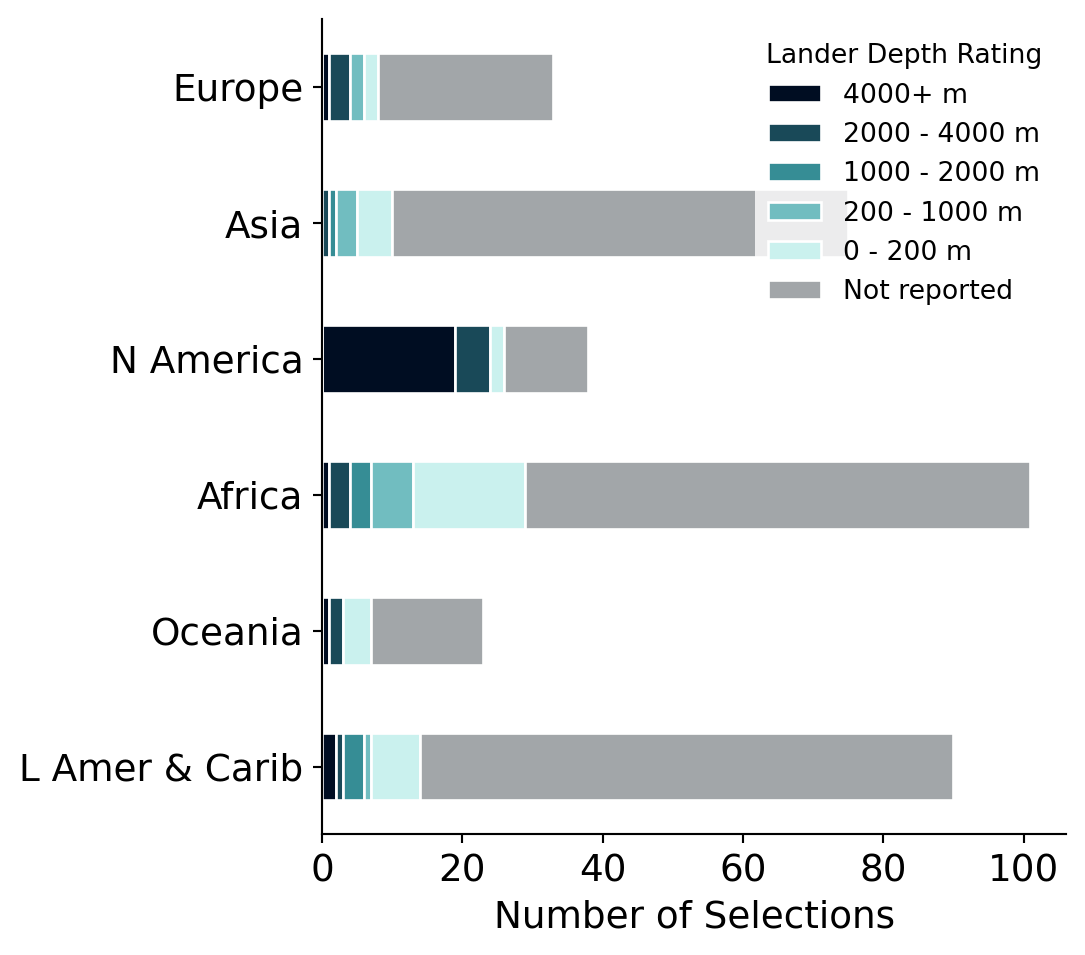 Lander Depth Rating
4000+ m
2000 - 4000 m
1000 - 2000 m
200 - 1000 m
0 - 200 m
Not reported
Europe
Asia
N America
Africa
Oceania
L Amer & Carib
0 20 40 60 80 100
Number of Selections